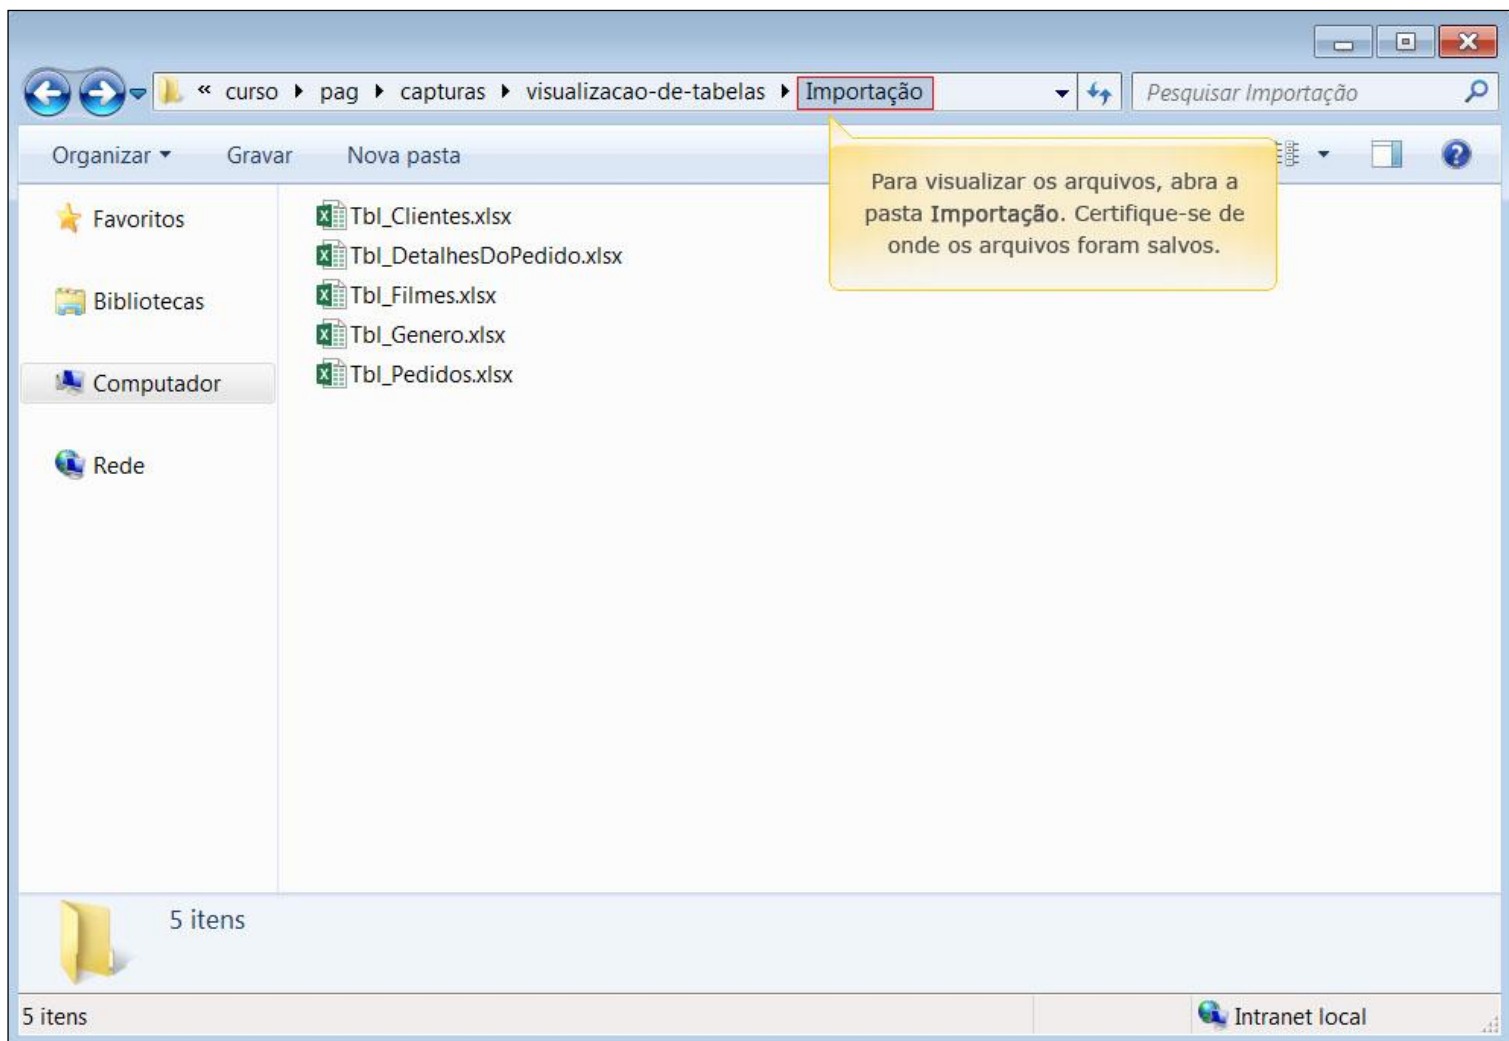 « curso ▸ pag ▸ capturas ▸ visualizacao-de-tabelas ▸ Importação
Pesquisar Importação
Organizar
Gravar
Nova pasta
Para visualizar os arquivos, abra a
pasta Importação. Certifique-se de
onde os arquivos foram salvos.
Favoritos
Bibliotecas
Computador
Rede
Tbl_Clientes.xlsx
Tbl_DetalhesDoPedido.xlsx
Tbl_Filmes.xlsx
Tbl_Genero.xlsx
Tbl_Pedidos.xlsx
5 itens
5 itens
Intranet local